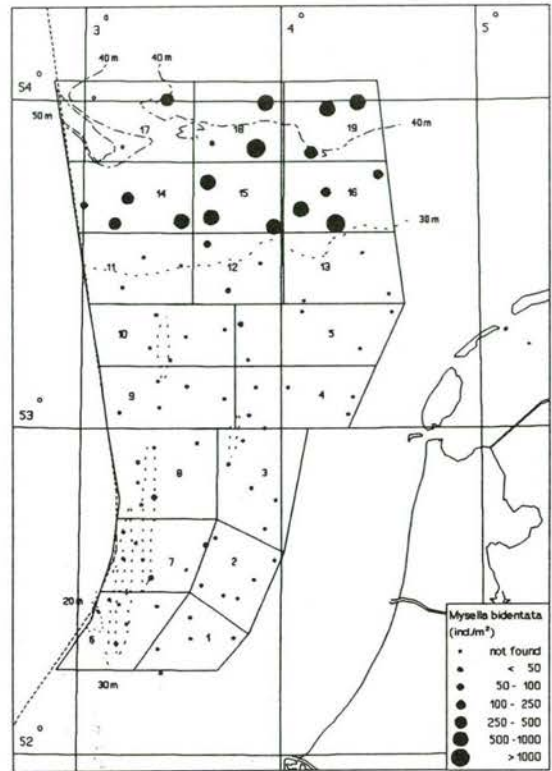 3°
4°
5°
40 m
40 m
54°
50 m
17
18
19
40 m
14
15
16
30 m
11
12
13
10
5
9
4
53°
8
3
7
2
20 m
6
1
30 m
52°
Mysella bidentata
(ind./m²)
not found
< 50
50 - 100
100 - 250
250 - 500
500 - 1000
> 1000